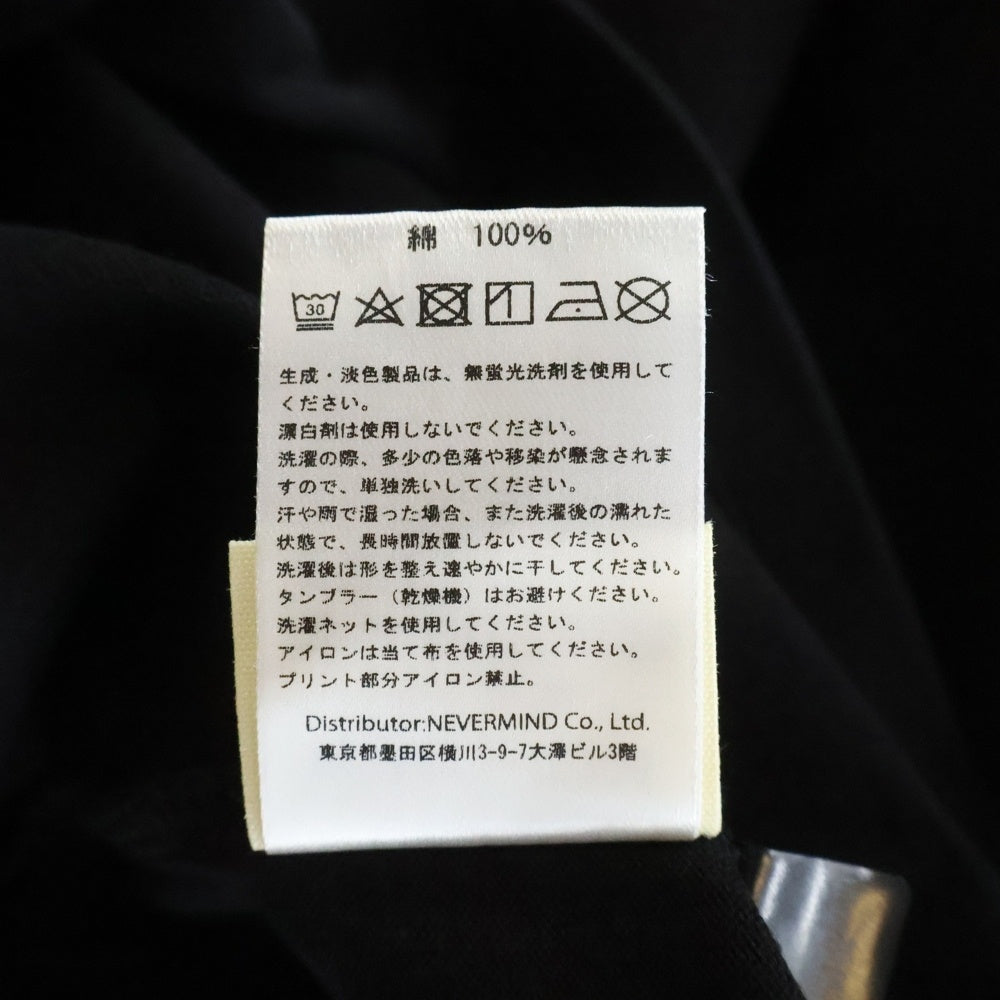 綿 100%
30
生成・淡色製品は、無蛍光洗剤を使用して
ください。
漂白剤は使用しないでください。
洗濯の際、多少の色落や移染が懸念されま
すので、単独洗いしてください。
汗や雨で湿った場合、また洗濯後の濡れた
状態で、長時間放置しないでください。
洗濯後は形を整え速やかに干してください。
タンブラー（乾燥機）はお避けください。
洗濯ネットを使用してください。
アイロンは当て布を使用してください。
プリント部分アイロン禁止。
Distributor:NEVERMIND Co., Ltd.
東京都墨田区横川3-9-7大澤ビル3階